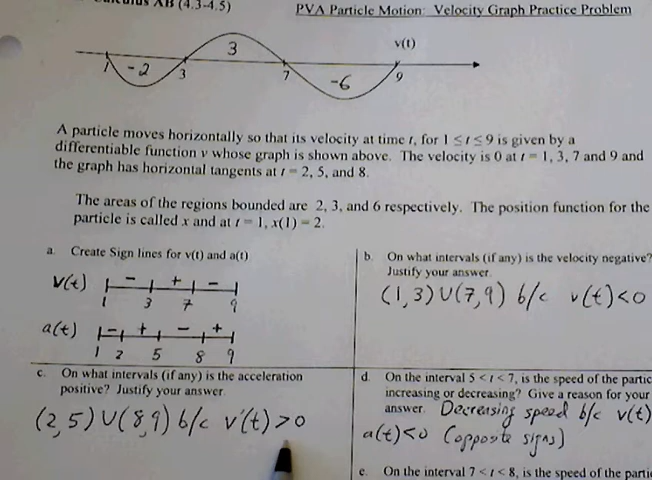 Calculus AB (4.3-4.5)
PVA Particle Motion: Velocity Graph Practice Problem
v(t)
3
1 -2 3 7 -6 9
A particle moves horizontally so that its velocity at time t, for 1 ≤ t ≤ 9 is given by a
differentiable function v whose graph is shown above. The velocity is 0 at t = 1, 3, 7 and 9 and
the graph has horizontal tangents at t = 2, 5, and 8.
The areas of the regions bounded are 2, 3, and 6 respectively. The position function for the
particle is called x and at t = 1, x(1) = 2.
a. Create Sign lines for v(t) and a(t)
v(t) - + -
1 3 7 9
a(t) - + - +
1 2 5 8 9
b. On what intervals (if any) is the velocity negative?
Justify your answer.
(1,3) U (7,9) b/c v(t)<0
c. On what intervals (if any) is the acceleration
positive? Justify your answer.
(2,5) U (8,9) b/c v'(t)>0
d. On the interval 5 < t < 7, is the speed of the partic
increasing or decreasing? Give a reason for your
answer. Decreasing speed b/c v(t)
a(t)<0 (opposite signs)
e. On the interval 7 < t < 8, is the speed of the parti